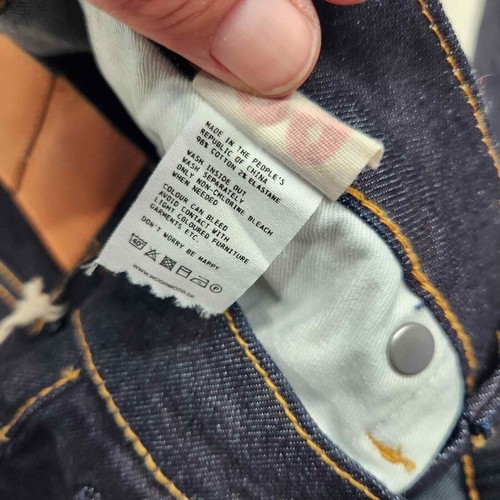 MADE IN THE PEOPLE'S
REPUBLIC OF CHINA
98% COTTON 2% ELASTANE
WASH INSIDE OUT
WASH SEPARATELY
ONLY NON-CHLORINE BLEACH
WHEN NEEDED
COLOUR CAN BLEED
AVOID CONTACT WITH
LIGHT COLOURED FURNITURE
GARMENTS ETC.
DON'T WORRY BE HAPPY
40
P